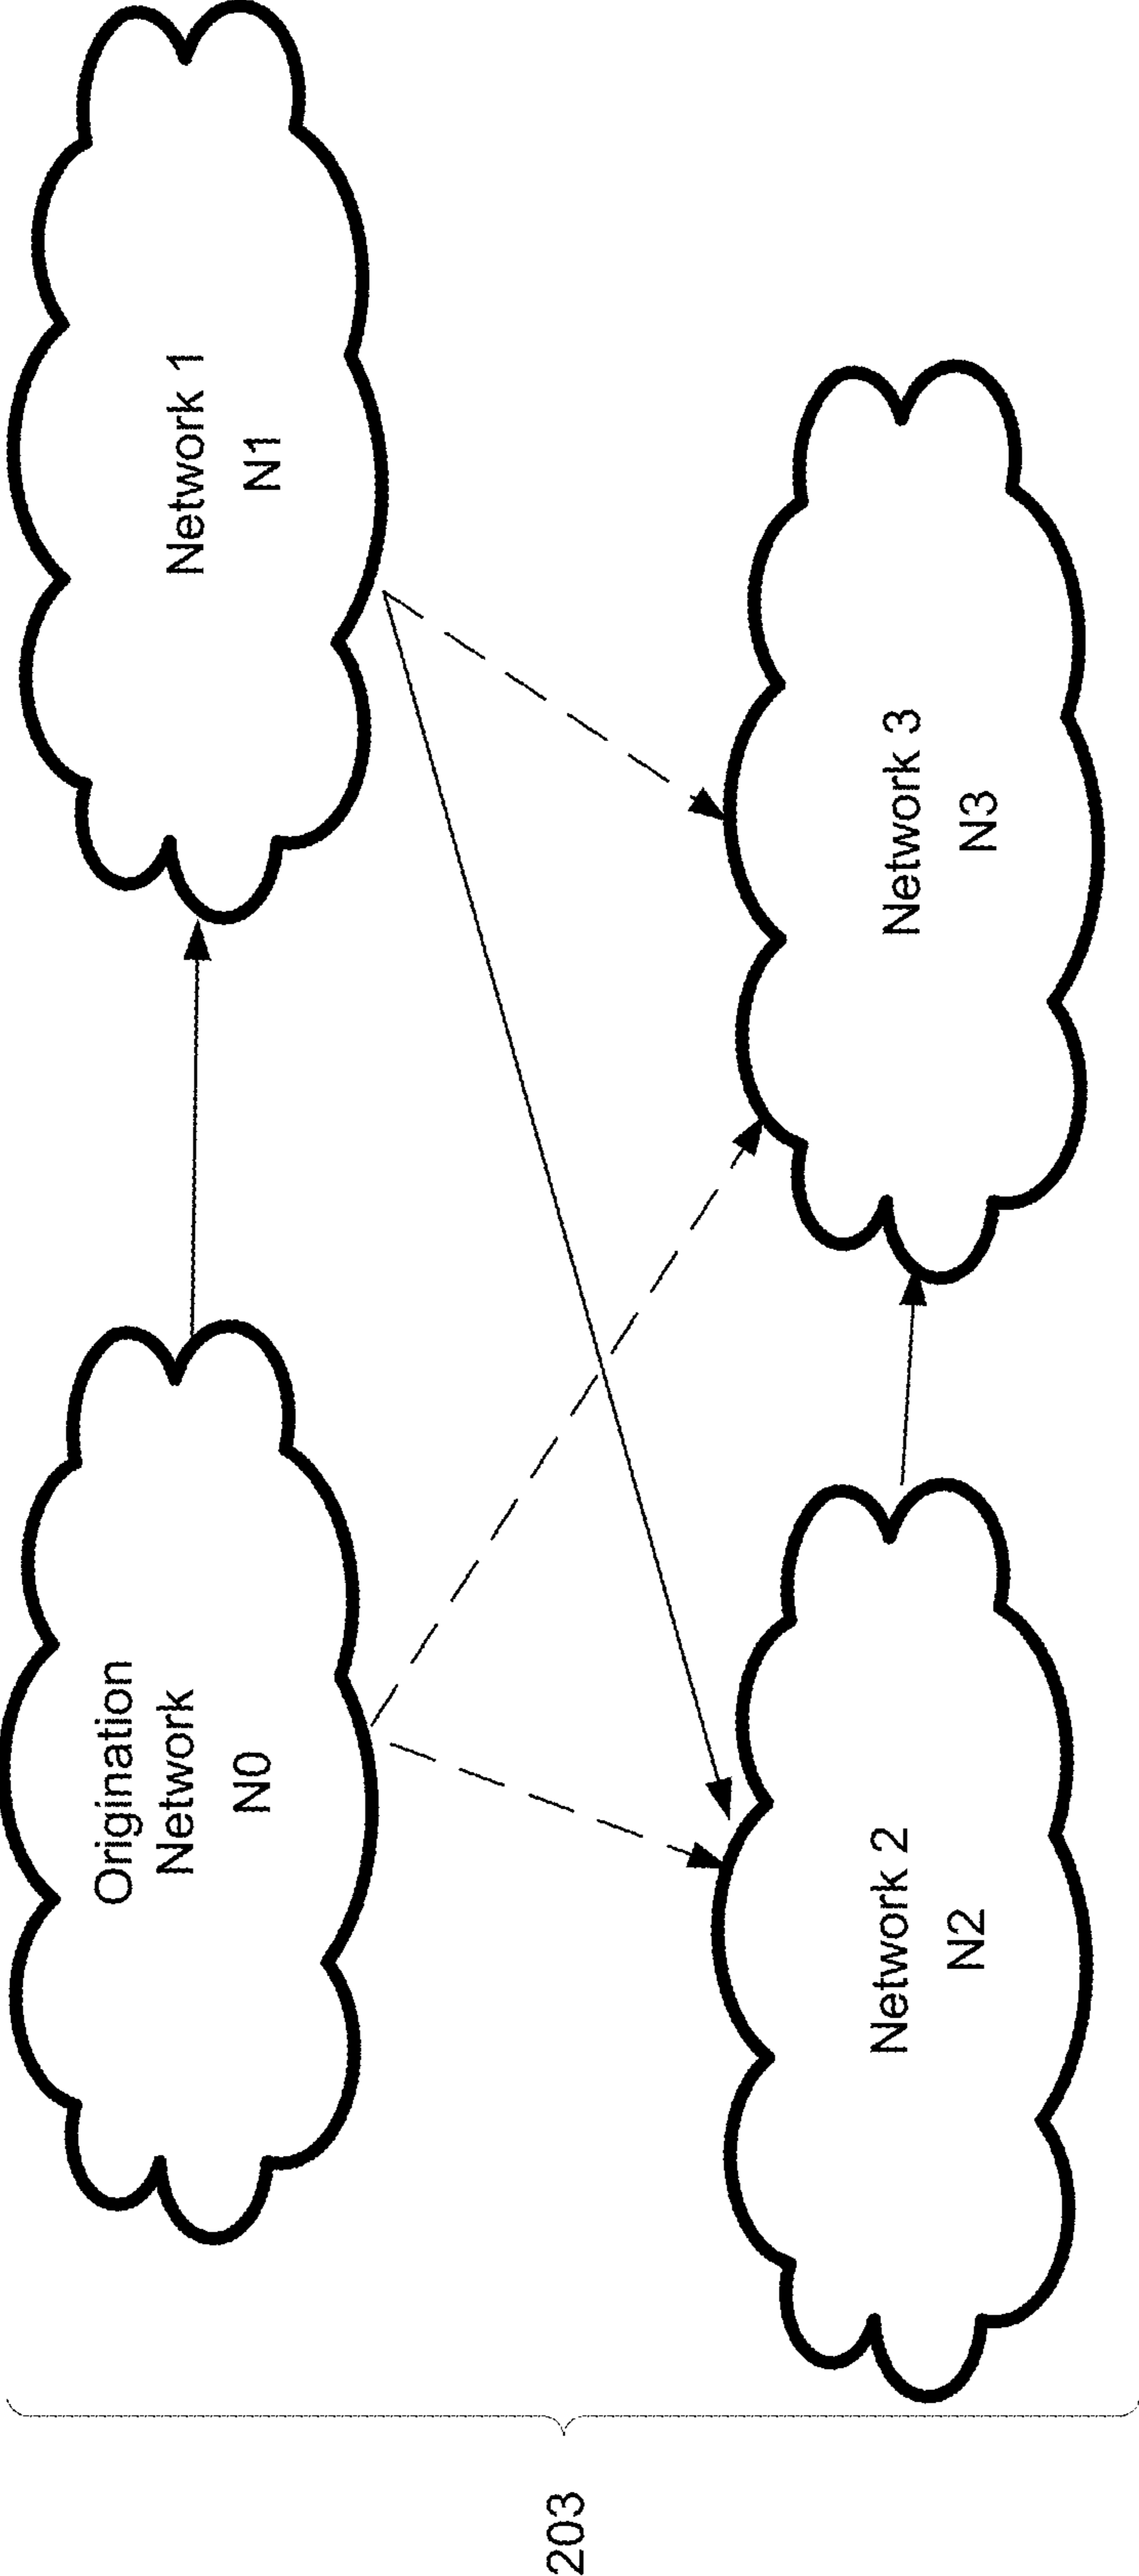 203
Origination
Network
N0
Network 1
N1
Network 2
N2
Network 3
N3